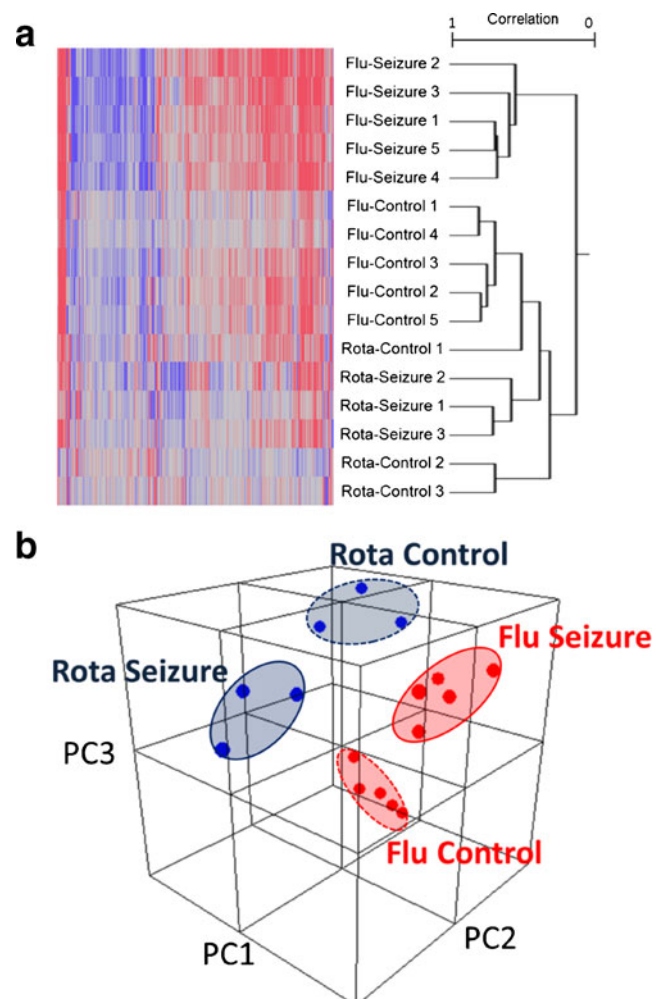 a
Correlation
1 0
Flu-Seizure 2
Flu-Seizure 3
Flu-Seizure 1
Flu-Seizure 5
Flu-Seizure 4
Flu-Control 1
Flu-Control 4
Flu-Control 3
Flu-Control 2
Flu-Control 5
Rota-Control 1
Rota-Seizure 2
Rota-Seizure 1
Rota-Seizure 3
Rota-Control 2
Rota-Control 3
b
Rota Control
Flu Seizure
Rota Seizure
PC3
Flu Control
PC1
PC2